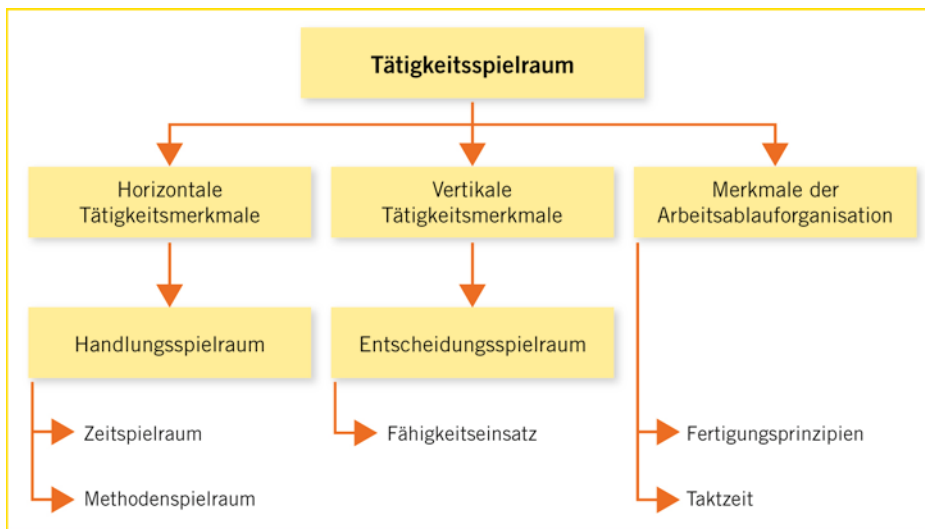 Tätigkeitsspielraum
Horizontale
Tätigkeitsmerkmale
Vertikale
Tätigkeitsmerkmale
Merkmale der
Arbeitsablauforganisation
Handlungsspielraum
Entscheidungsspielraum
Zeitspielraum
Fähigkeitseinsatz
Fertigungsprinzipien
Methodenspielraum
Taktzeit